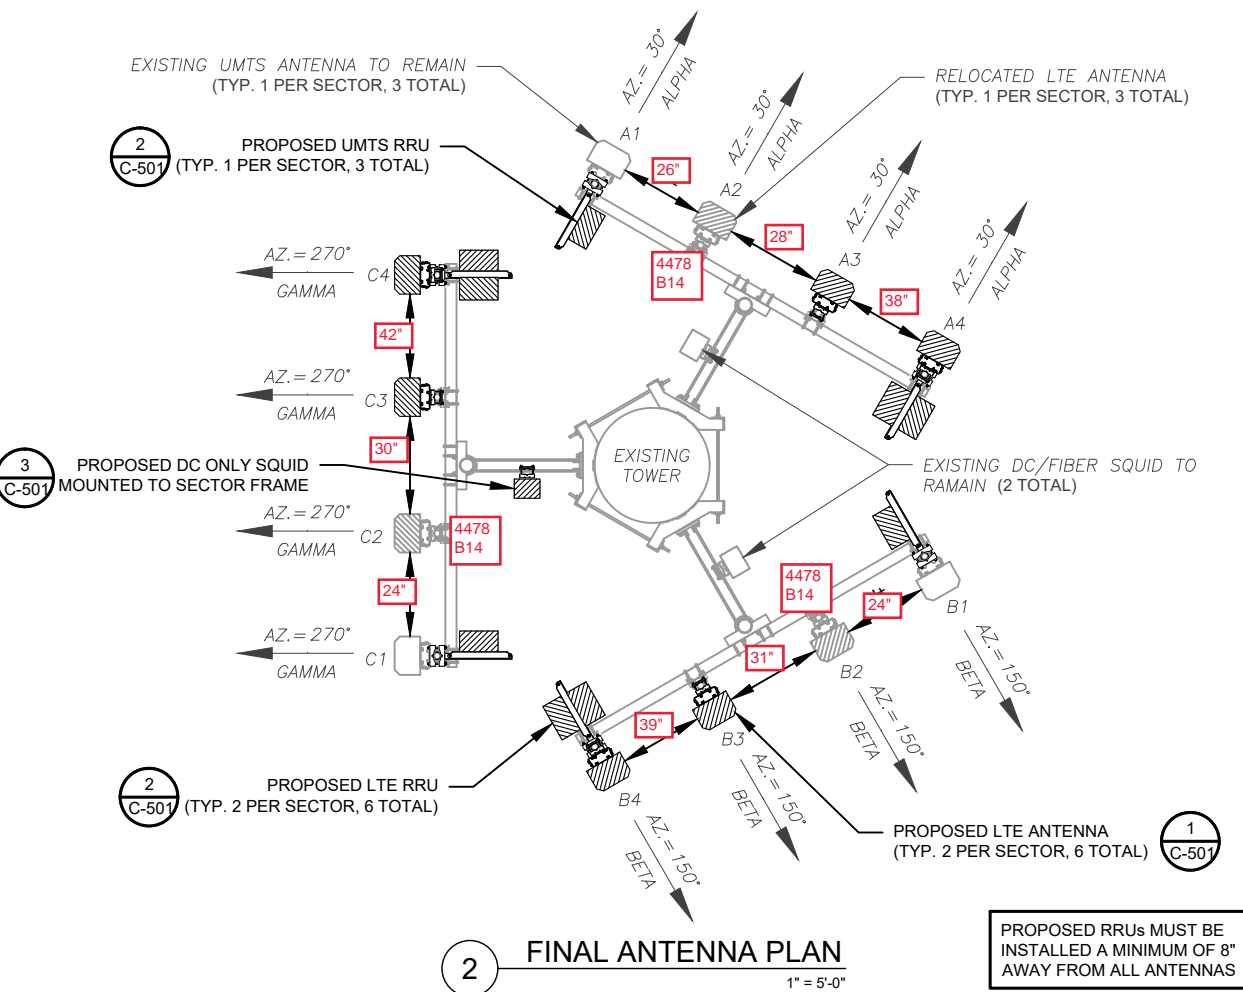 EXISTING UMTS ANTENNA TO REMAIN
(TYP. 1 PER SECTOR, 3 TOTAL)
2
C-501
PROPOSED UMTS RRU
(TYP. 1 PER SECTOR, 3 TOTAL)
RELOCATED LTE ANTENNA
(TYP. 1 PER SECTOR, 3 TOTAL)
AZ.= 30°
ALPHA
A1
AZ.= 30°
ALPHA
A2
AZ.= 30°
ALPHA
A3
AZ.= 30°
ALPHA
A4
26"
28"
38"
4478
B14
AZ.= 270°
GAMMA
C4
42"
AZ.= 270°
GAMMA
C3
30"
3
C-501
PROPOSED DC ONLY SQUID
MOUNTED TO SECTOR FRAME
AZ.= 270°
GAMMA
C2
4478
B14
24"
AZ.= 270°
GAMMA
C1
EXISTING
TOWER
EXISTING DC/FIBER SQUID TO
RAMAIN (2 TOTAL)
4478
B14
24"
B1
AZ.= 150°
BETA
31"
B2
AZ.= 150°
BETA
39"
B3
AZ.= 150°
BETA
B4
AZ.= 150°
BETA
2
C-501
PROPOSED LTE RRU
(TYP. 2 PER SECTOR, 6 TOTAL)
PROPOSED LTE ANTENNA
(TYP. 2 PER SECTOR, 6 TOTAL)
1
C-501
2
FINAL ANTENNA PLAN
1" = 5'-0"
PROPOSED RRUs MUST BE
INSTALLED A MINIMUM OF 8"
AWAY FROM ALL ANTENNAS